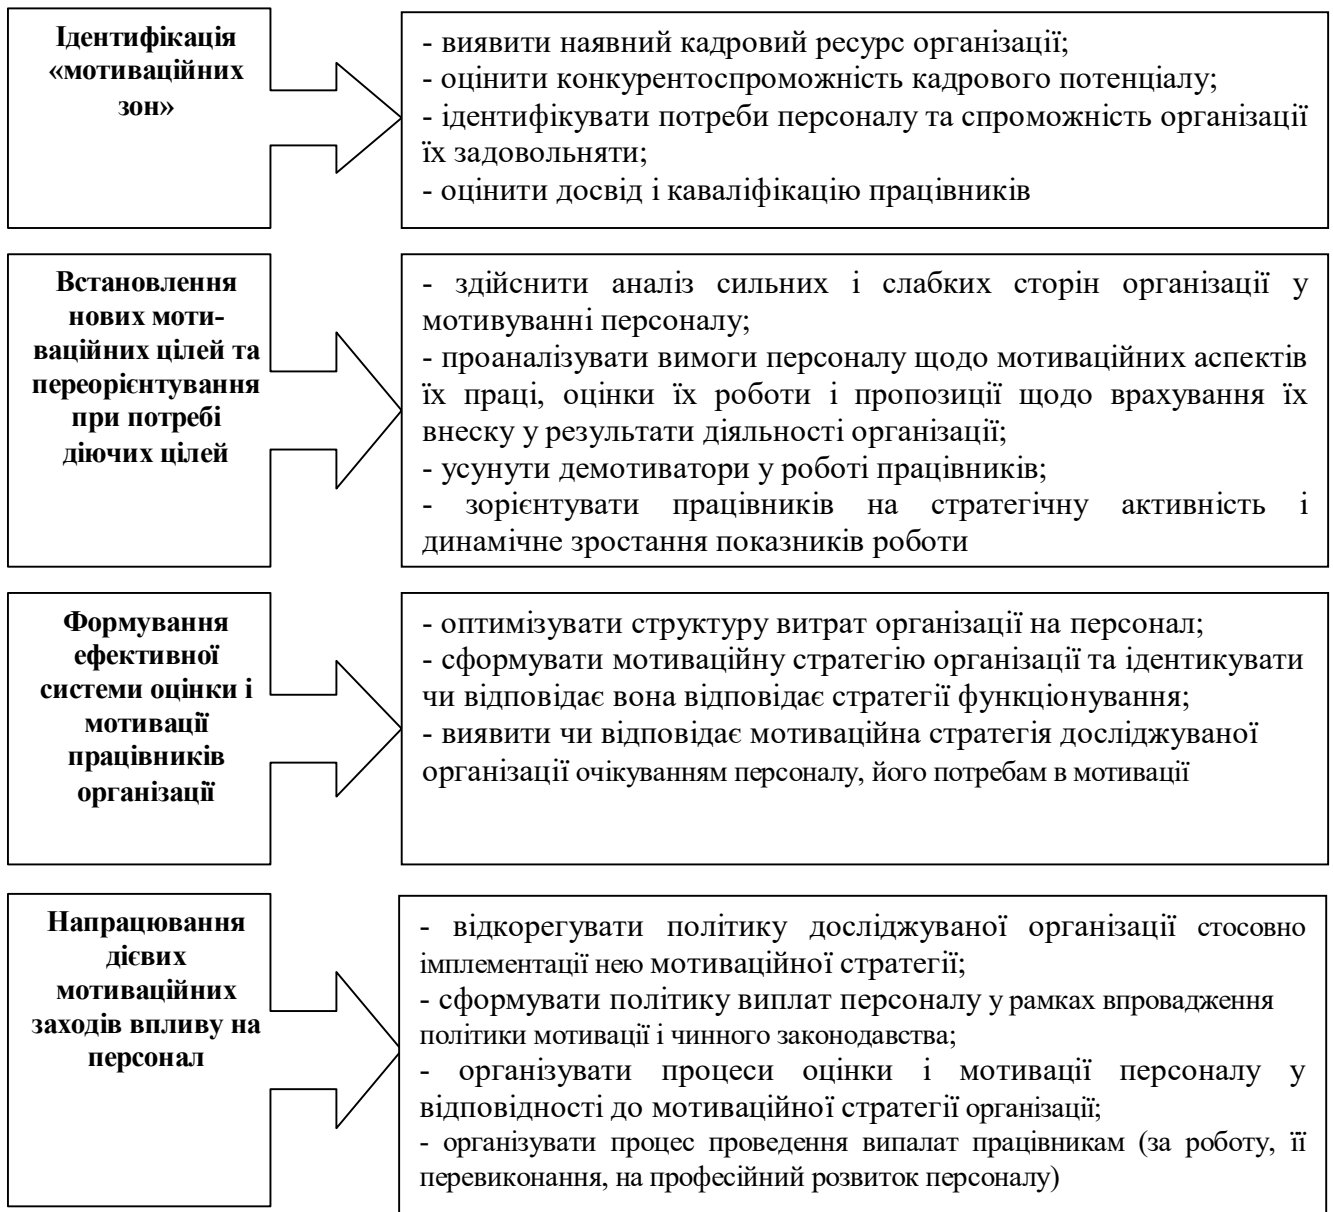 Ідентифікація
«мотиваційних
зон»
- виявити наявний кадровий ресурс організації;
- оцінити конкурентоспроможність кадрового потенціалу;
- ідентифікувати потреби персоналу та спроможність організації
їх задовольняти;
- оцінити досвід і каваліфікацію працівників
Встановлення
нових моти-
ваційних цілей та
переорієнтування
при потребі
діючих цілей
- здійснити аналіз сильних і слабких сторін організації у
мотивуванні персоналу;
- проаналізувати вимоги персоналу щодо мотиваційних аспектів
їх праці, оцінки їх роботи і пропозиції щодо врахування їх
внеску у результати діяльності організації;
- усунути демотиватори у роботі працівників;
- зорієнтувати працівників на стратегічну активність і
динамічне зростання показників роботи
Формування
ефективної
системи оцінки і
мотивації
працівників
організації
- оптимізувати структуру витрат організації на персонал;
- сформувати мотиваційну стратегію організації та ідентикувати
чи відповідає вона відповідає стратегії функціонування;
- виявити чи відповідає мотиваційна стратегія досліджуваної
організації очікуванням персоналу, його потребам в мотивації
Напрацювання
дієвих
мотиваційних
заходів впливу на
персонал
- відкорегувати політику досліджуваної організації стосовно
імплементації нею мотиваційної стратегії;
- сформувати політику виплат персоналу у рамках впровадження
політики мотивації і чинного законодавства;
- організувати процеси оцінки і мотивації персоналу у
відповідності до мотиваційної стратегії організації;
- організувати процес проведення випалат працівникам (за роботу, її
перевиконання, на професійний розвиток персоналу)